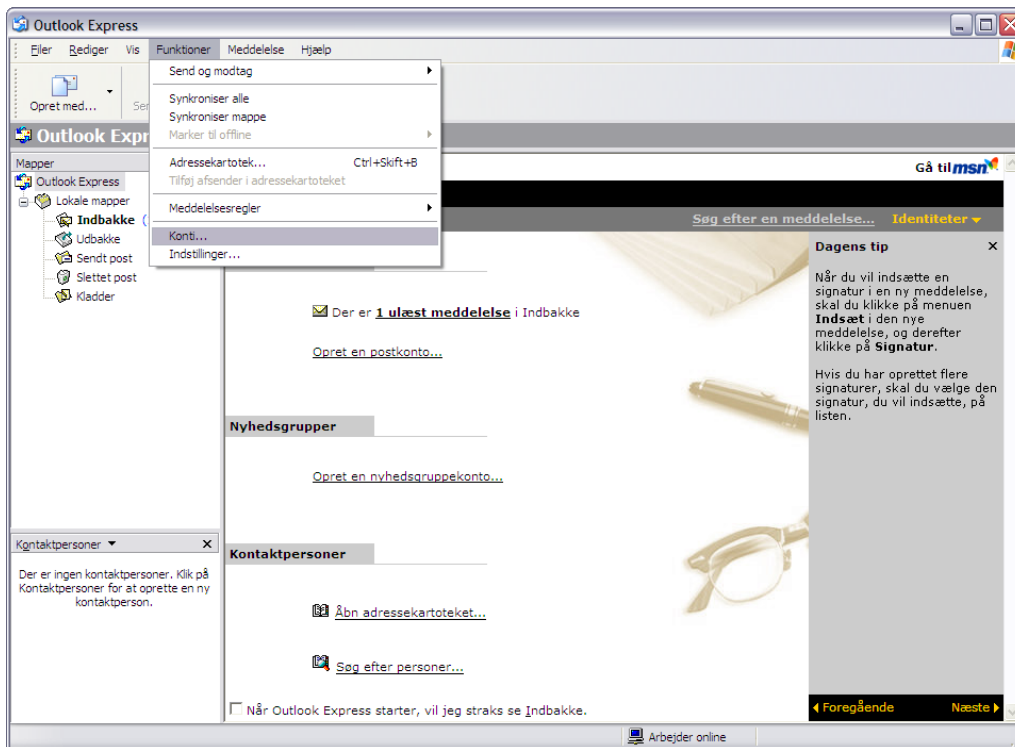 Outlook Express
Filer Rediger Vis Funktioner Meddelelse Hjælp
Send og modtag
Synkroniser alle
Synkroniser mappe
Marker til offline
Adressekartotek... Ctrl+Skift+B
Tilføj afsender i adressekartoteket
Meddelelsesregler
Konti...
Indstillinger...
Opret med...
Ser
Outlook Expr
Mapper
Outlook Express
Lokale mapper
Indbakke (
Udbakke
Sendt post
Slettet post
Kladder
Gå til msn
Søg efter en meddelelse... Identiteter
Der er 1 ulæst meddelelse i Indbakke
Opret en postkonto...
Nyhedsgrupper
Opret en nyhedsgruppekonto...
Kontaktpersoner
Åbn adressekartoteket...
Søg efter personer...
Når Outlook Express starter, vil jeg straks se Indbakke.
Dagens tip ×
Når du vil indsætte en
signatur i en ny meddelelse,
skal du klikke på menuen
Indsæt i den nye
meddelelse, og derefter
klikke på Signatur.
Hvis du har oprettet flere
signaturer, skal du vælge den
signatur, du vil indsætte, på
listen.
Foregående Næste
Kontaktpersoner ×
Der er ingen kontaktpersoner. Klik på
Kontaktpersoner for at oprette en ny
kontaktperson.
Arbejder online